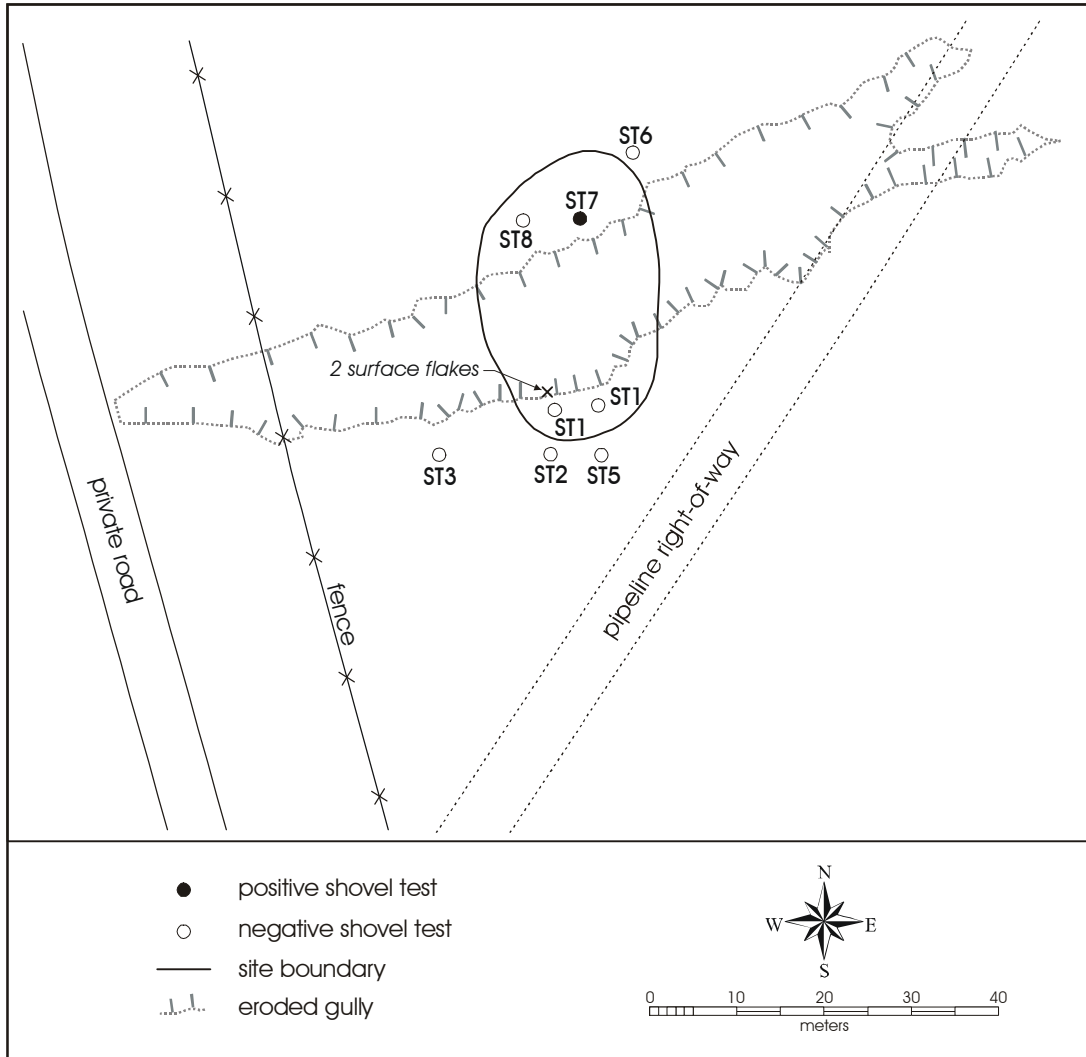 ST6
ST7
ST8
2 surface flakes
ST1
ST1
ST3
ST2
ST5
private road
fence
pipeline right-of-way
positive shovel test
negative shovel test
site boundary
eroded gully
N
W
E
S
0 10 20 30 40
meters